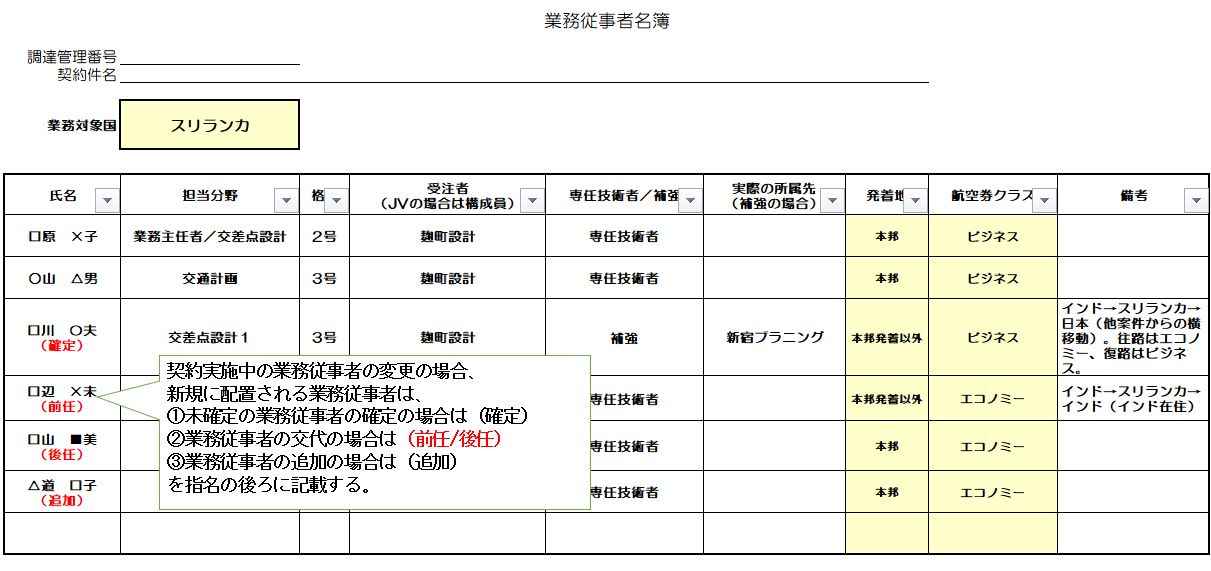 業務従事者名簿
調達管理番号
契約件名
業務対象国 スリランカ
氏名 担当分野 格 受注者 専任技術者／補強 実際の所属先 発着地 航空券クラス 備考
（JVの場合は構成員） （補強の場合）
口原　×子 業務主任者／交差点設計 2号 麹町設計 専任技術者 本邦 ビジネス
〇山　△男 交通計画 3号 麹町設計 専任技術者 本邦 ビジネス
口川　〇夫 交差点設計１ 3号 麹町設計 補強 新宿プラニング 本邦発着以外 ビジネス
（確定）
インド→スリランカ→
日本（他案件からの横
移動）。往路はエコノ
ミー、復路はビジネ
ス。
口辺　×未 専任技術者 本邦発着以外 エコノミー
（前任）
インド→スリランカ→
インド（インド在住）
口山　■美 専任技術者 本邦 エコノミー
（後任）
△道　口子 専任技術者 本邦 エコノミー
（追加）
契約実施中の業務従事者の変更の場合、
新規に配置される業務従事者は、
①未確定の業務従事者の確定の場合は（確定）
②業務従事者の交代の場合は（前任/後任）
③業務従事者の追加の場合は（追加）
を指名の後ろに記載する。